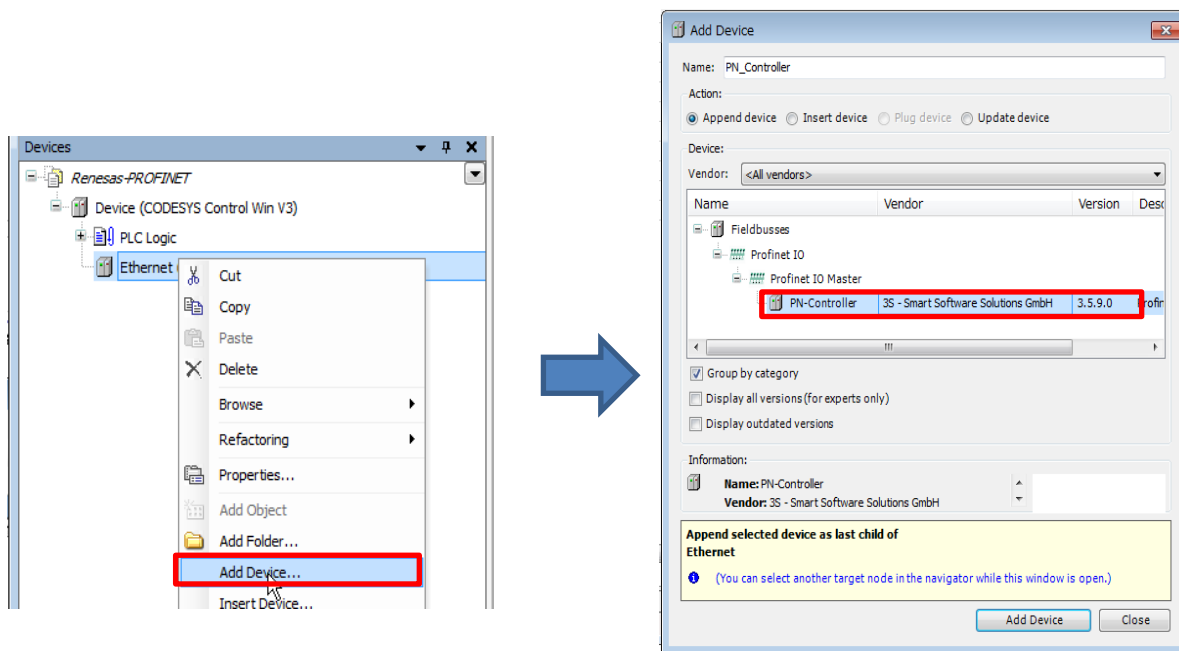 Devices
Renesas-PROFINET
Device (CODESYS Control Win V3)
PLC Logic
Ethernet
Cut
Copy
Paste
Delete
Browse
Refactoring
Properties...
Add Object
Add Folder...
Add Device...
Insert Device...
Add Device
Name: PN_Controller
Action:
Append device Insert device Plug device Update device
Device:
Vendor: <All vendors>
Name Vendor Version Desc
Fieldbusses
Profinet IO
Profinet IO Master
PN-Controller 3S - Smart Software Solutions GmbH 3.5.9.0 Profin
Group by category
Display all versions (for experts only)
Display outdated versions
Information:
Name: PN-Controller
Vendor: 3S - Smart Software Solutions GmbH
Append selected device as last child of
Ethernet
(You can select another target node in the navigator while this window is open.)
Add Device Close